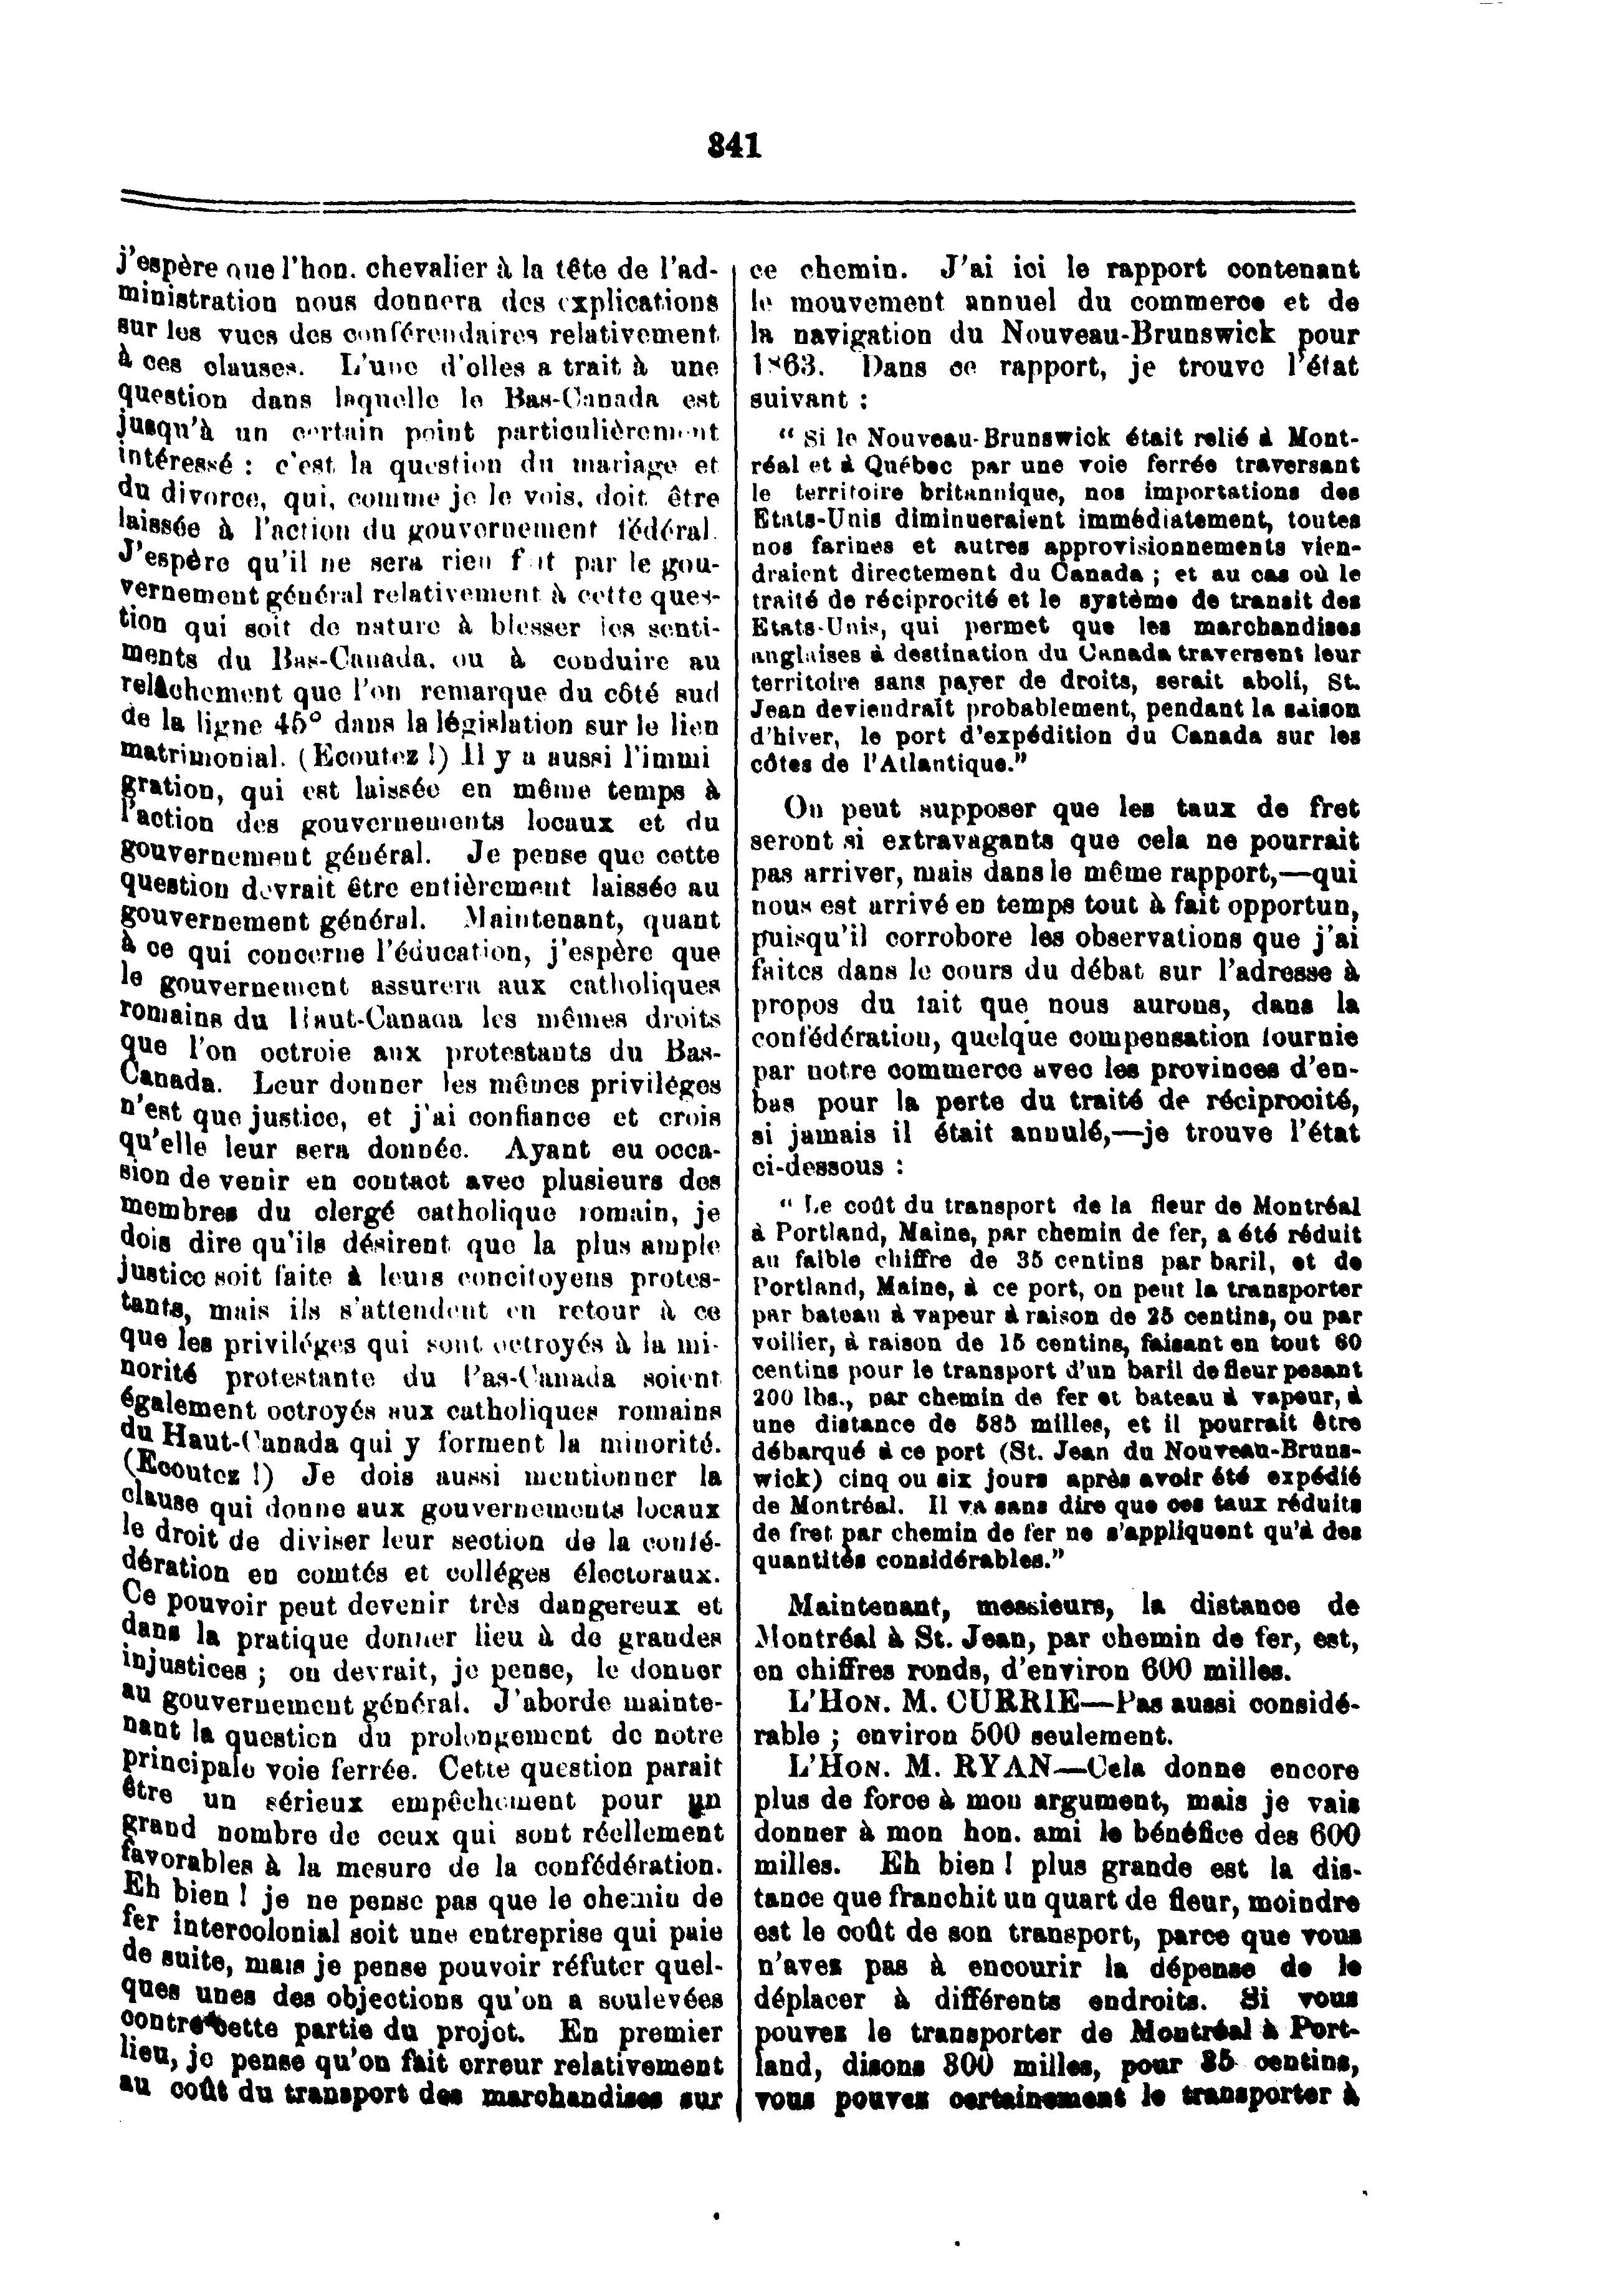 841
j'espère que l'hon. chevalier à la tête de l'ad-
ministration nous donnera des explications
sur les vues des conférendaires relativement
à ces clauses. L'une d'elles a trait à une
question dans laquelle le Bas-Canada est
jusqu'à un certain point particulièrement
intéressé : c'est la question du mariage et
du divorce, qui, comme je le vois, doit être
laissée à l'action du gouvernement fédéral.
J'espère qu'il ne sera rien fait par le gou-
vernement général relativement à cette ques-
tion qui soit de nature à blesser les senti-
ments du Bas-Canada, ou à conduire au
relâchement que l'on remarque du côté sud
de la ligne 45° dans la législation sur le lien
matrimonial. (Ecoutez !) Il y a aussi l'immi
gration, qui est laissée en même temps à
l'action des gouvernements locaux et du
gouvernement général. Je pense que cette
question devrait être entièrement laissée au
gouvernement général. Maintenant, quant
à ce qui concerne l'éducation, j'espère que
le gouvernement assurera aux catholiques
romains du Haut-Canada les mêmes droits
que l'on octroie aux protestants du Bas-
Canada. Leur donner les mêmes priviléges
n'est que justice, et j'ai confiance et crois
qu'elle leur sera donnée. Ayant eu occa-
sion de venir en contact avec plusieurs des
membres du clergé catholique romain, je
dois dire qu'ils désirent que la plus ample
justice soit faite à leurs concitoyens protes-
tants, mais ils s'attendent en retour à ce
que les priviléges qui sont octroyés à la mi-
norité protestante du Bas-Canada soient
également octroyés aux catholiques romains
du Haut-Canada qui y forment la minorité.
(Ecoutez !) Je dois aussi mentionner la
clause qui donne aux gouvernements locaux
le droit de diviser leur section de la confé-
dération en comtés et colléges électoraux.
Ce pouvoir peut devenir très dangereux et
dans la pratique donner lieu à de grandes
injustices ; on devrait, je pense, le donner
au gouvernement général. J'aborde mainte-
nant la question du prolongement de notre
principale voie ferrée. Cette question parait
être un sérieux empêchement pour un
grand nombre de ceux qui sont réellement
favorables à la mesure de la confédération.
Eh bien ! je ne pense pas que le chemin de
fer intercolonial soit une entreprise qui paie
de suite, mais je pense pouvoir réfuter quel-
ques unes des objections qu'on a soulevées
contre cette partie du projet. En premier
lieu, je pense qu'on fait erreur relativement
au coût du transport des marchandises sur
ce chemin. J'ai ici le rapport contenant
le mouvement annuel du commerce et de
la navigation du Nouveau-Brunswick pour
1863. Dans ce rapport, je trouve l'état
suivant :
“ Si le Nouveau-Brunswick était relié à Mont-
réal et à Québec par une voie ferrée traversant
le territoire britannique, nos importations des
Etats-Unis diminueraient immédiatement, toutes
nos farines et autres approvisionnements vien-
draient directement du Canada ; et au cas où le
traité de réciprocité et le système de transit des
Etats-Unis, qui permet que les marchandises
anglaises à destination du Canada traversent leur
territoire sans payer de droits, serait aboli, St.
Jean deviendrait probablement, pendant la saison
d'hiver, le port d'expédition du Canada sur les
côtes de l'Atlantique.”
On peut supposer que les taux de fret
seront si extravagants que cela ne pourrait
pas arriver, mais dans le même rapport,—qui
nous est arrivé en temps tout à fait opportun,
puisqu'il corrobore les observations que j'ai
faites dans le cours du débat sur l'adresse à
propos du fait que nous aurons, dans la
confédération, quelque compensation fournie
par notre commerce avec les provinces d'en-
bas pour la perte du traité de réciprocité,
si jamais il était annulé,—je trouve l'état
ci-dessous :
“ Le coût du transport de la fleur de Montréal
à Portland, Maine, par chemin de fer, a été réduit
au faible chiffre de 35 centins par baril, et de
Portland, Maine, à ce port, on peut la transporter
par bateau à vapeur à raison de 25 centins, ou par
voilier, à raison de 15 centins, faisant en tout 60
centins pour le transport d'un baril de fleur pesant
200 lbs., par chemin de fer et bateau à vapeur, à
une distance de 585 milles, et il pourrait être
débarqué à ce port (St. Jean du Nouveau-Bruns-
wick) cinq ou six jours après avoir été expédié
de Montréal. Il va sans dire que ces taux réduits
de fret par chemin de fer ne s'appliquent qu'à des
quantités considérables.”
Maintenant, messieurs, la distance de
Montréal à St. Jean, par chemin de fer, est,
en chiffres ronds, d'environ 600 milles.
L'HON. M. CURRIE—Pas aussi considé-
rable ; environ 500 seulement.
L'HON. M. RYAN—Cela donne encore
plus de force à mon argument, mais je vais
donner à mon hon. ami le bénéfice des 600
milles. Eh bien ! plus grande est la dis-
tance que franchit un quart de fleur, moindre
est le coût de son transport, parce que vous
n'avez pas à encourir la dépense de le
déplacer à différents endroits. Si vous
pouvez le transporter de Montréal à Port-
land, disons 300 milles, pour 35 centins,
vous pouvez certainement le transporter à